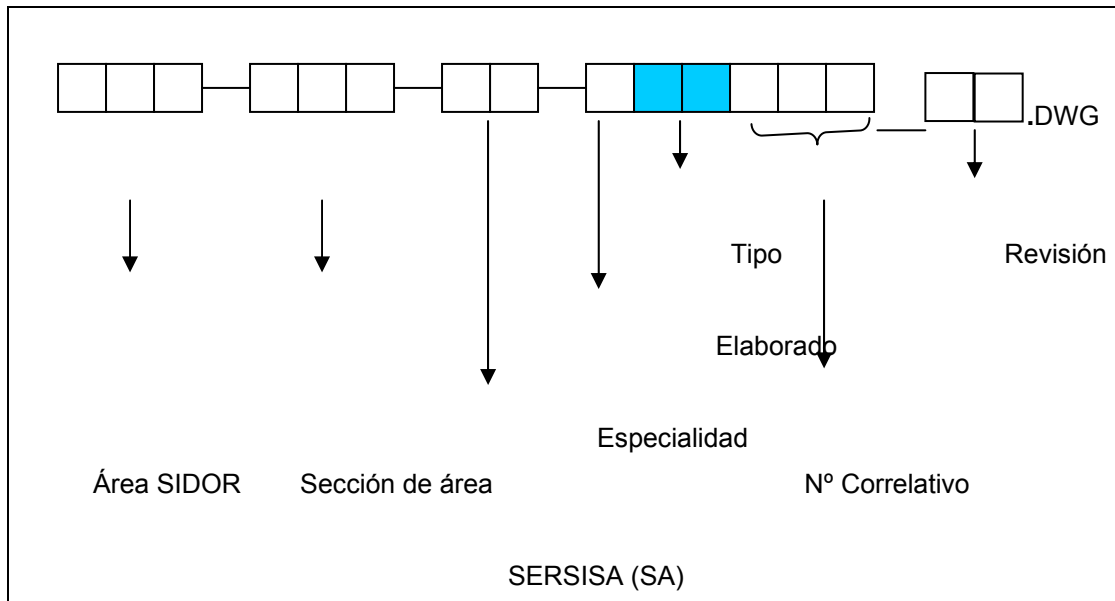 .DWG
Tipo
Revisión
Elaborado
Especialidad
Área SIDOR
Sección de área
Nº Correlativo
SERSISA (SA)